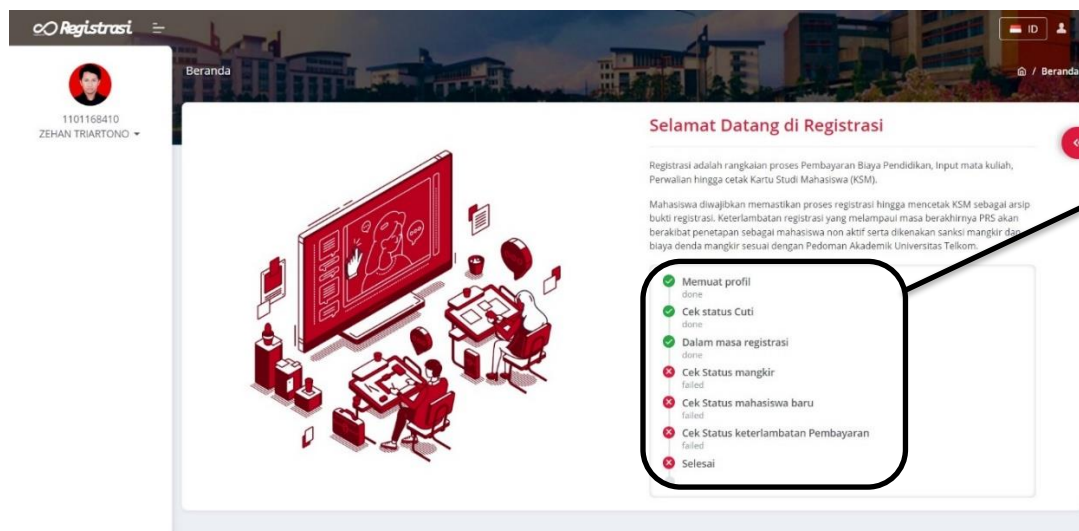 Registrasi
ID
Beranda
/ Beranda
1101168410
ZEHAN TRIARTONO
Selamat Datang di Registrasi
Registrasi adalah rangkaian proses Pembayaran Biaya Pendidikan, Input mata kuliah,
Perwalian hingga cetak Kartu Studi Mahasiswa (KSM).
Mahasiswa diwajibkan memastikan proses registrasi hingga mencetak KSM sebagai arsip
bukti registrasi. Keterlambatan registrasi yang melampaui masa berakhirnya PRS akan
berakibat penetapan sebagai mahasiswa non aktif serta dikenakan sanksi mangkir dan
biaya denda mangkir sesuai dengan Pedoman Akademik Universitas Telkom.
Memuat profil
done
Cek status Cuti
done
Dalam masa registrasi
done
Cek Status mangkir
failed
Cek Status mahasiswa baru
failed
Cek Status keterlambatan Pembayaran
failed
Selesai